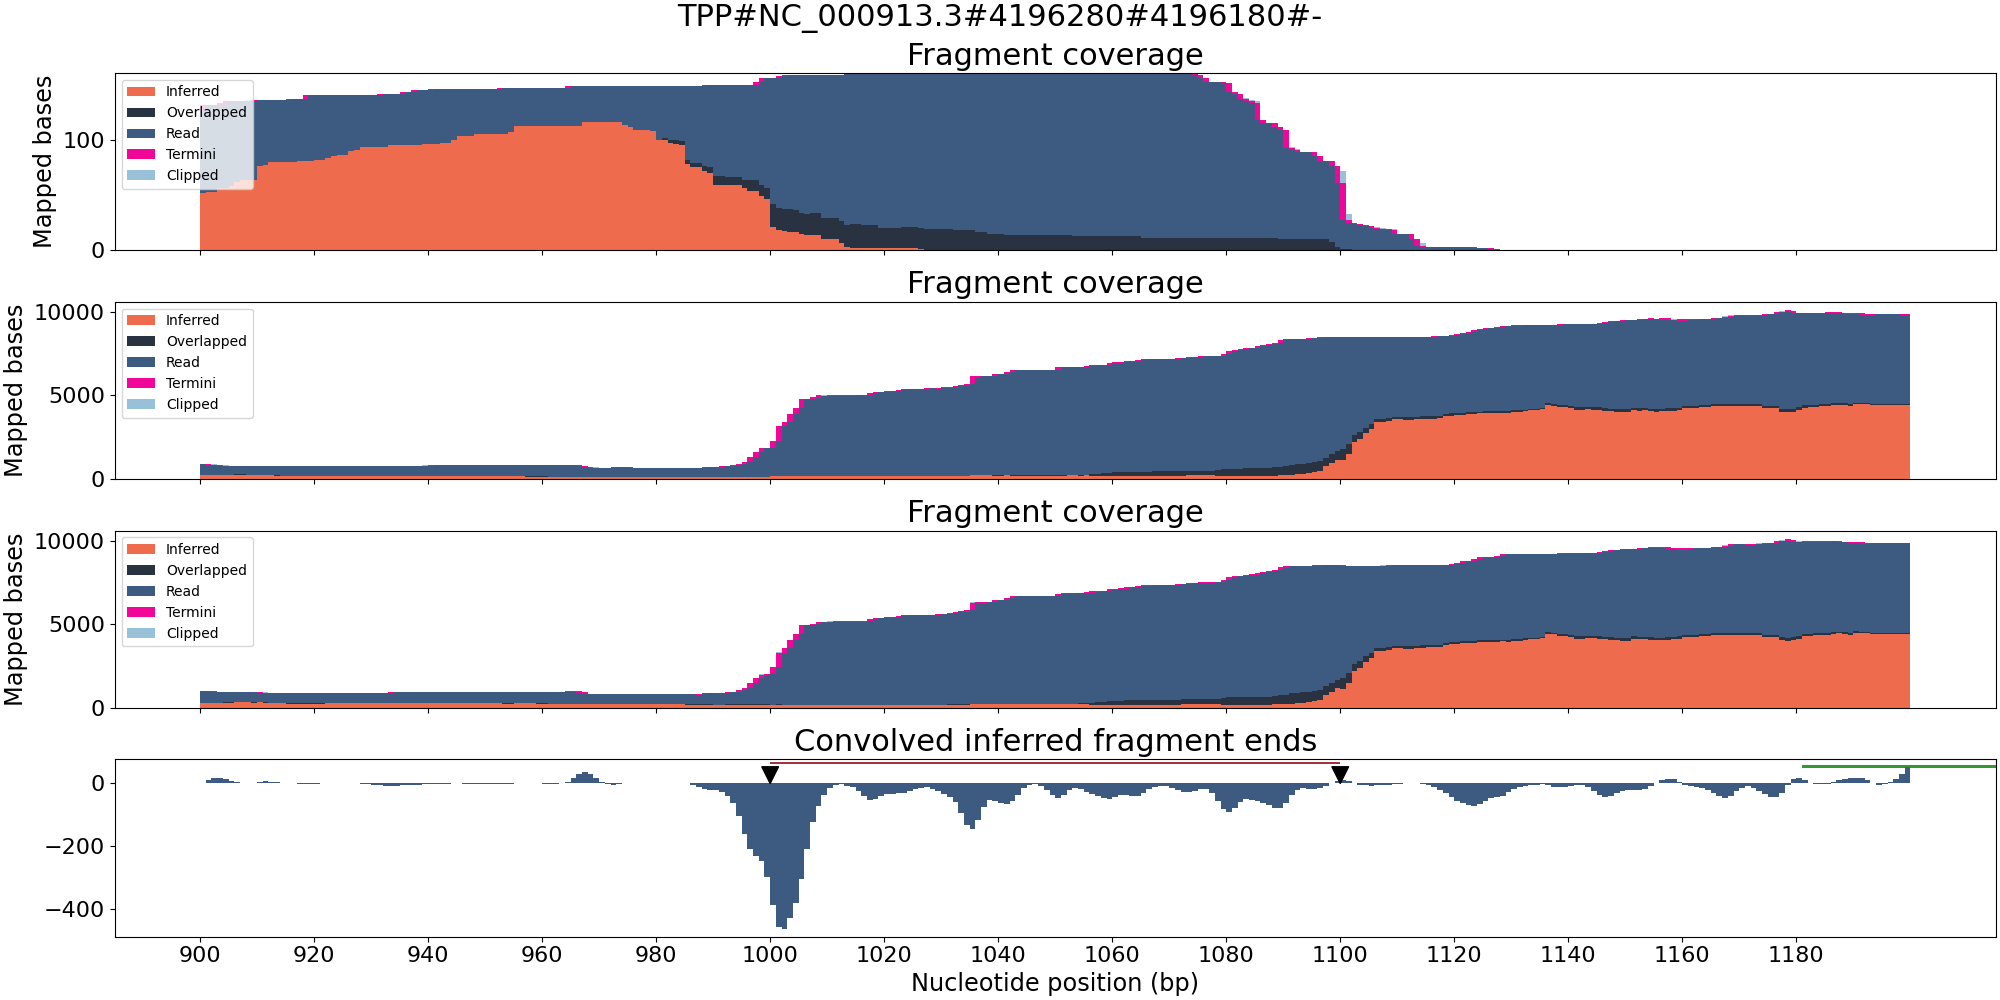 TPP#NC_000913.3#4196280#4196180#-
Fragment coverage
Mapped bases
100
0
Inferred
Overlapped
Read
Termini
Clipped
Fragment coverage
Mapped bases
10000
5000
0
Inferred
Overlapped
Read
Termini
Clipped
Fragment coverage
Mapped bases
10000
5000
0
Inferred
Overlapped
Read
Termini
Clipped
Convolved inferred fragment ends
0
−200
−400
900 920 940 960 980 1000 1020 1040 1060 1080 1100 1120 1140 1160 1180
Nucleotide position (bp)